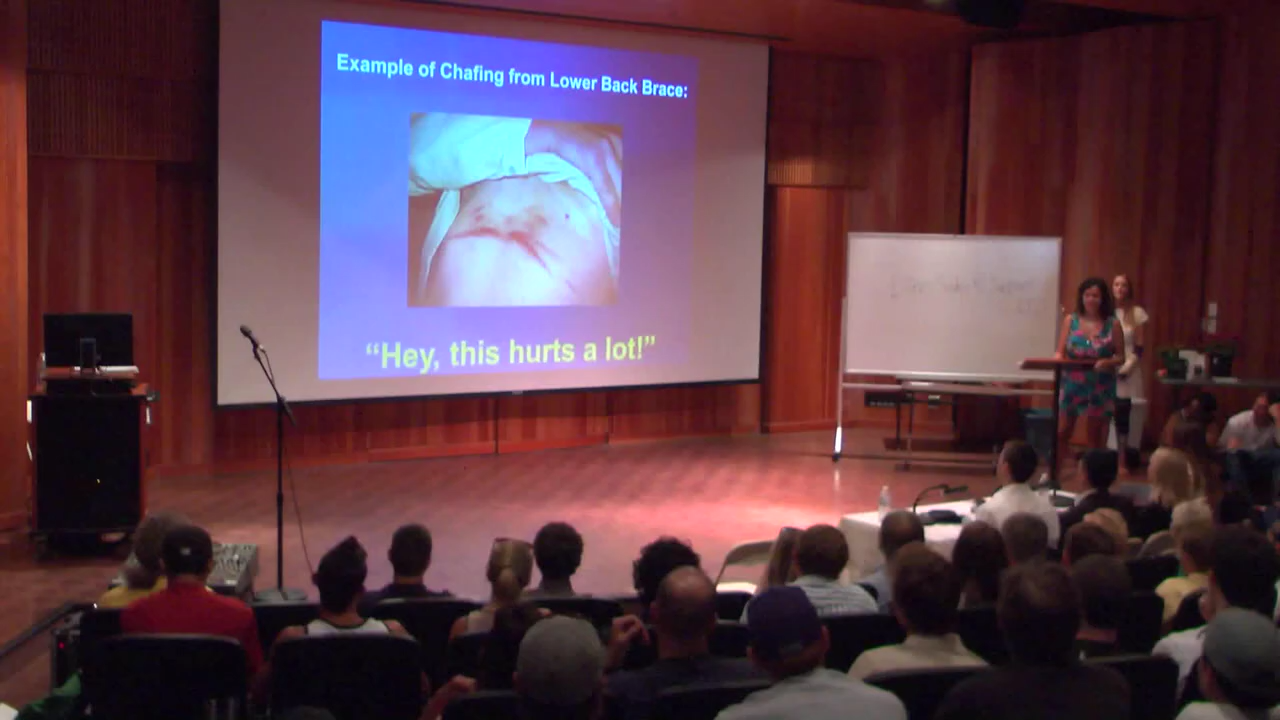 Example of Chafing from Lower Back Brace:
“Hey, this hurts a lot!”